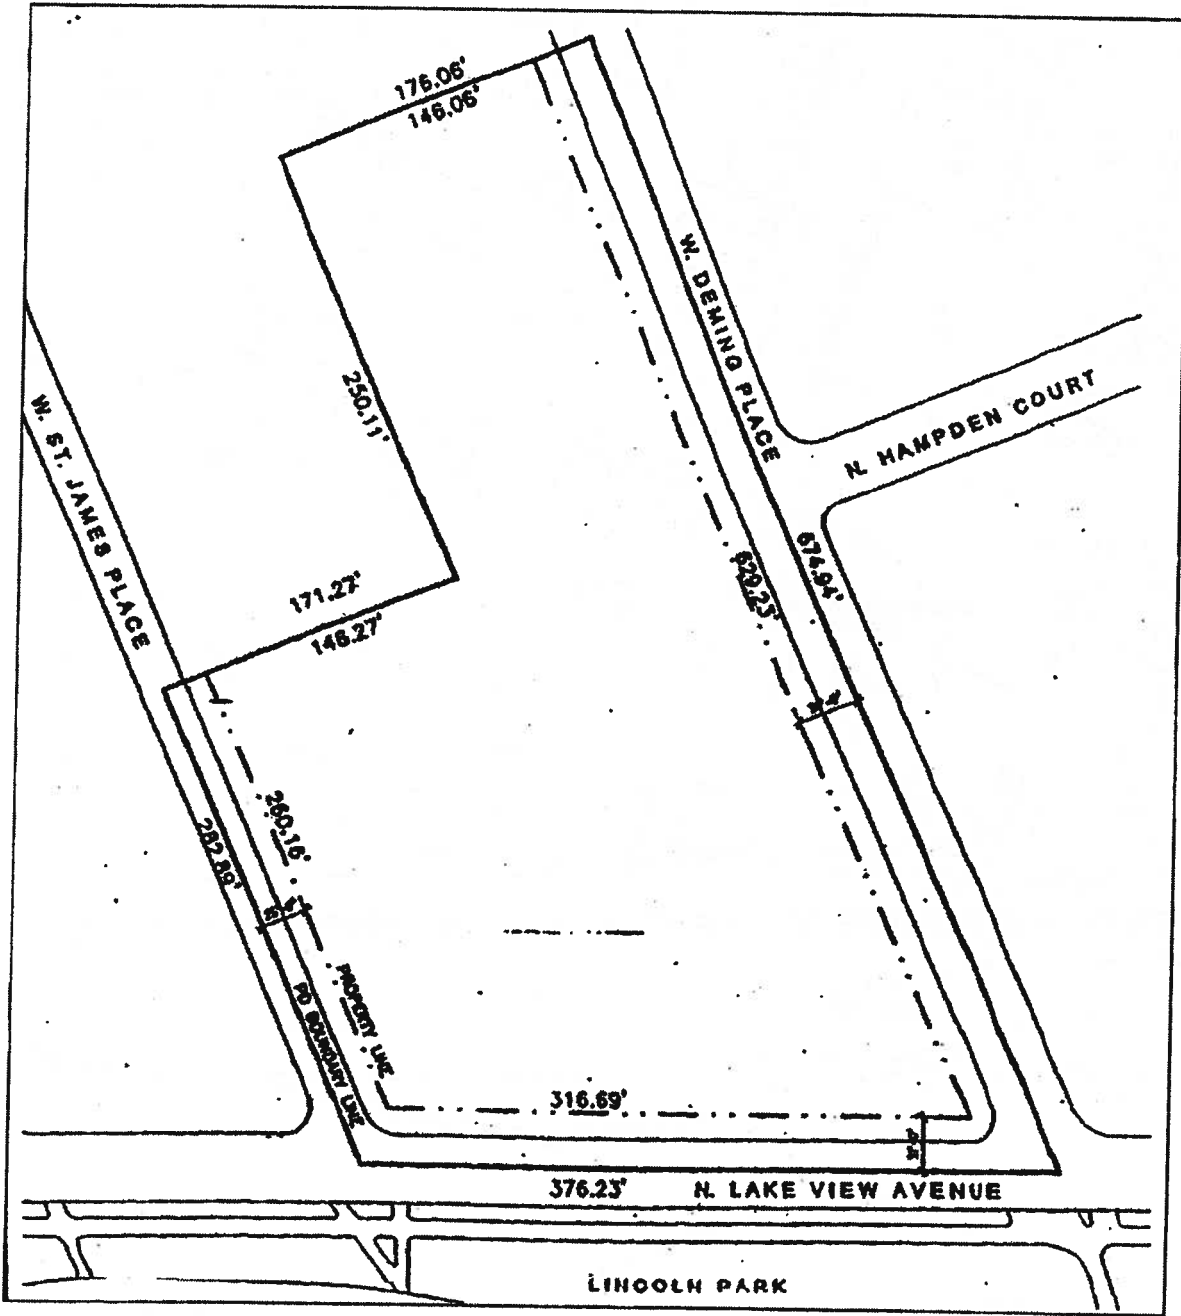 176.06'
146.06'
W. DEMING PLACE
250.11'
N. HAMPDEN COURT
W. ST. JAMES PLACE
629.23'
674.94'
171.27'
146.27'
260.16'
282.89'
PROPERTY LINE
PD BOUNDARY LINE
316.69'
376.23'
N. LAKE VIEW AVENUE
LINCOLN PARK